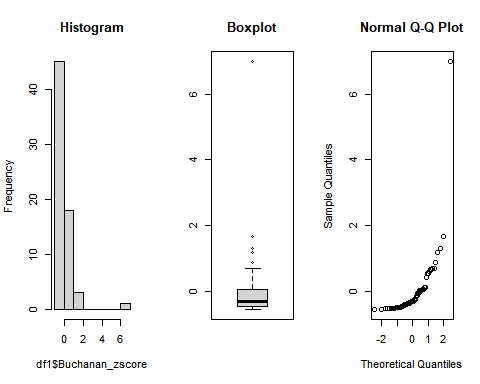 Histogram
Frequency
0 10 20 30 40
0 2 4 6
df1$Buchanan_zscore
Boxplot
0 2 4 6
Normal Q-Q Plot
Sample Quantiles
0 2 4 6
-2 0 1 2
Theoretical Quantiles